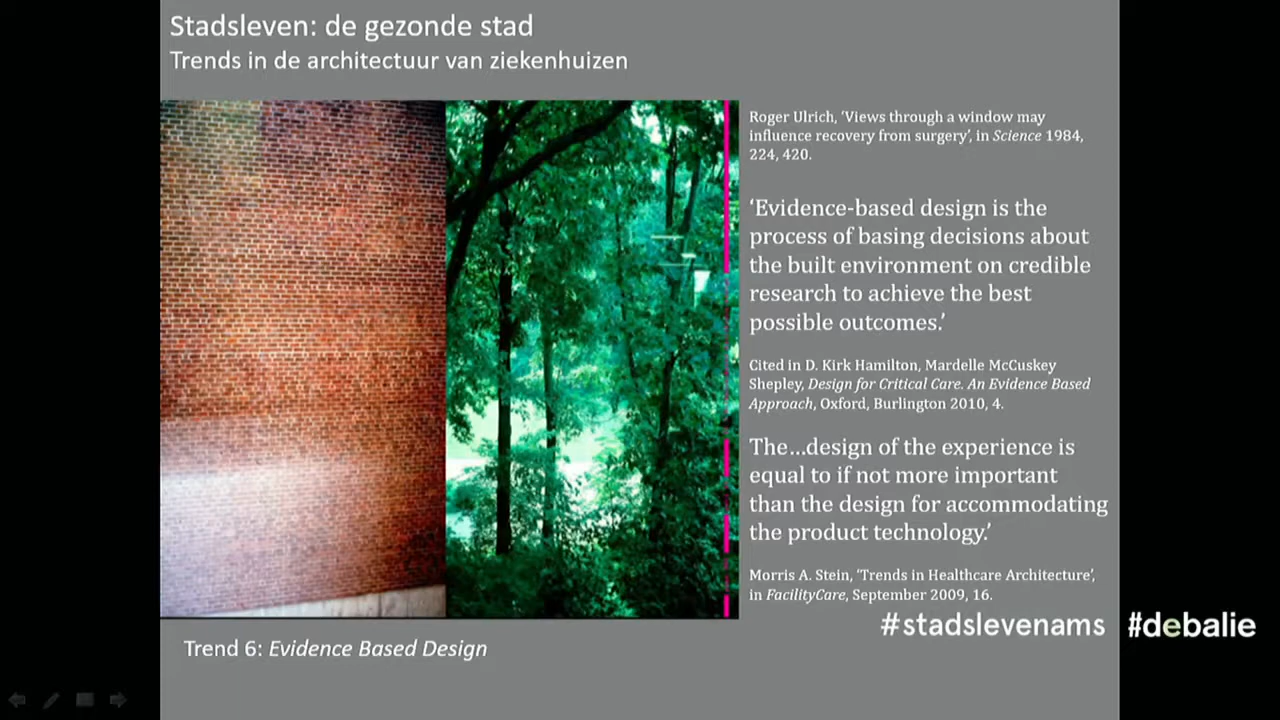 Stadsleven: de gezonde stad
Trends in de architectuur van ziekenhuizen
Roger Ulrich, ‘Views through a window may
influence recovery from surgery’, in Science 1984,
224, 420.
‘Evidence-based design is the
process of basing decisions about
the built environment on credible
research to achieve the best
possible outcomes.’
Cited in D. Kirk Hamilton, Mardelle McCuskey
Shepley, Design for Critical Care. An Evidence Based
Approach, Oxford, Burlington 2010, 4.
The…design of the experience is
equal to if not more important
than the design for accommodating
the product technology.’
Morris A. Stein, ‘Trends in Healthcare Architecture’,
in FacilityCare, September 2009, 16.
#stadslevenams #debalie
Trend 6: Evidence Based Design